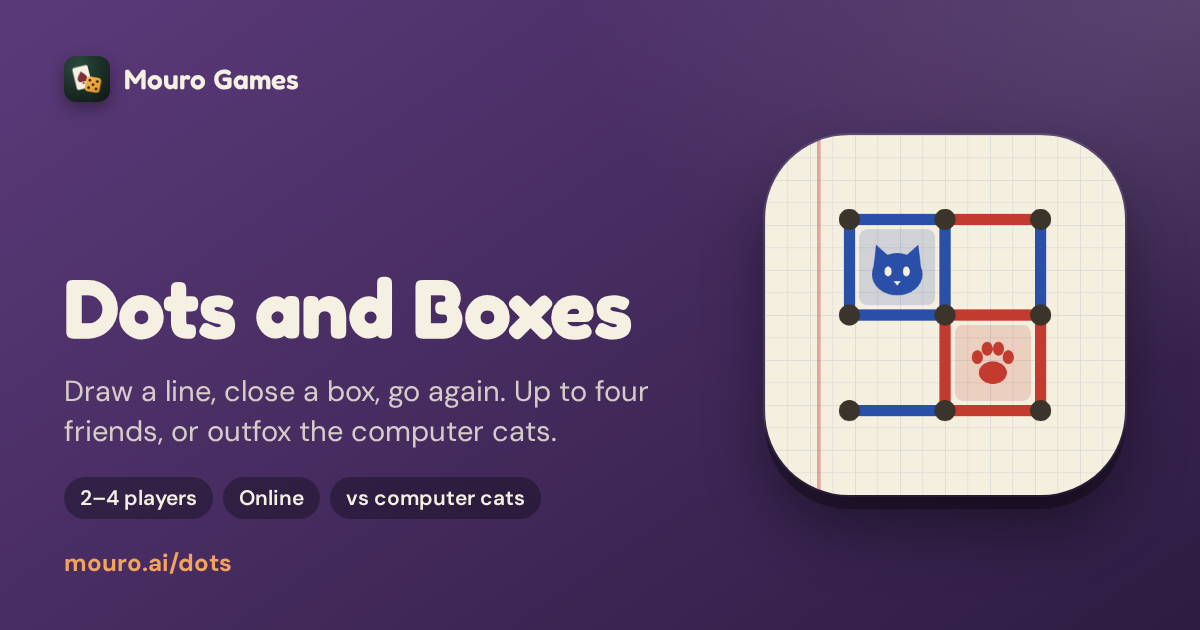 Mouro Games
Dots and Boxes
Draw a line, close a box, go again. Up to four
friends, or outfox the computer cats.
2–4 players
Online
vs computer cats
mouro.ai/dots